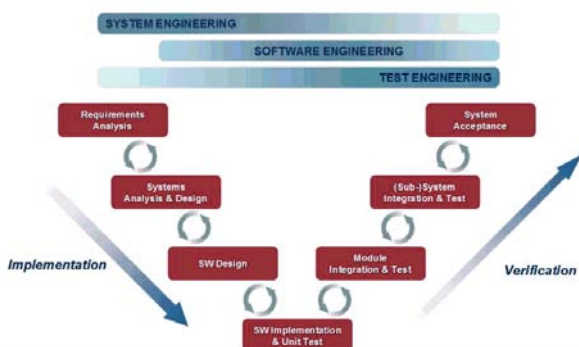 SYSTEM ENGINEERING
SOFTWARE ENGINEERING
TEST ENGINEERING
Requirements
Analysis
System
Acceptance
Systems
Analysis & Design
(Sub-)System
Integration & Test
SW Design
Module
Integration & Test
Implementation
Verification
SW Implementation
& Unit Test